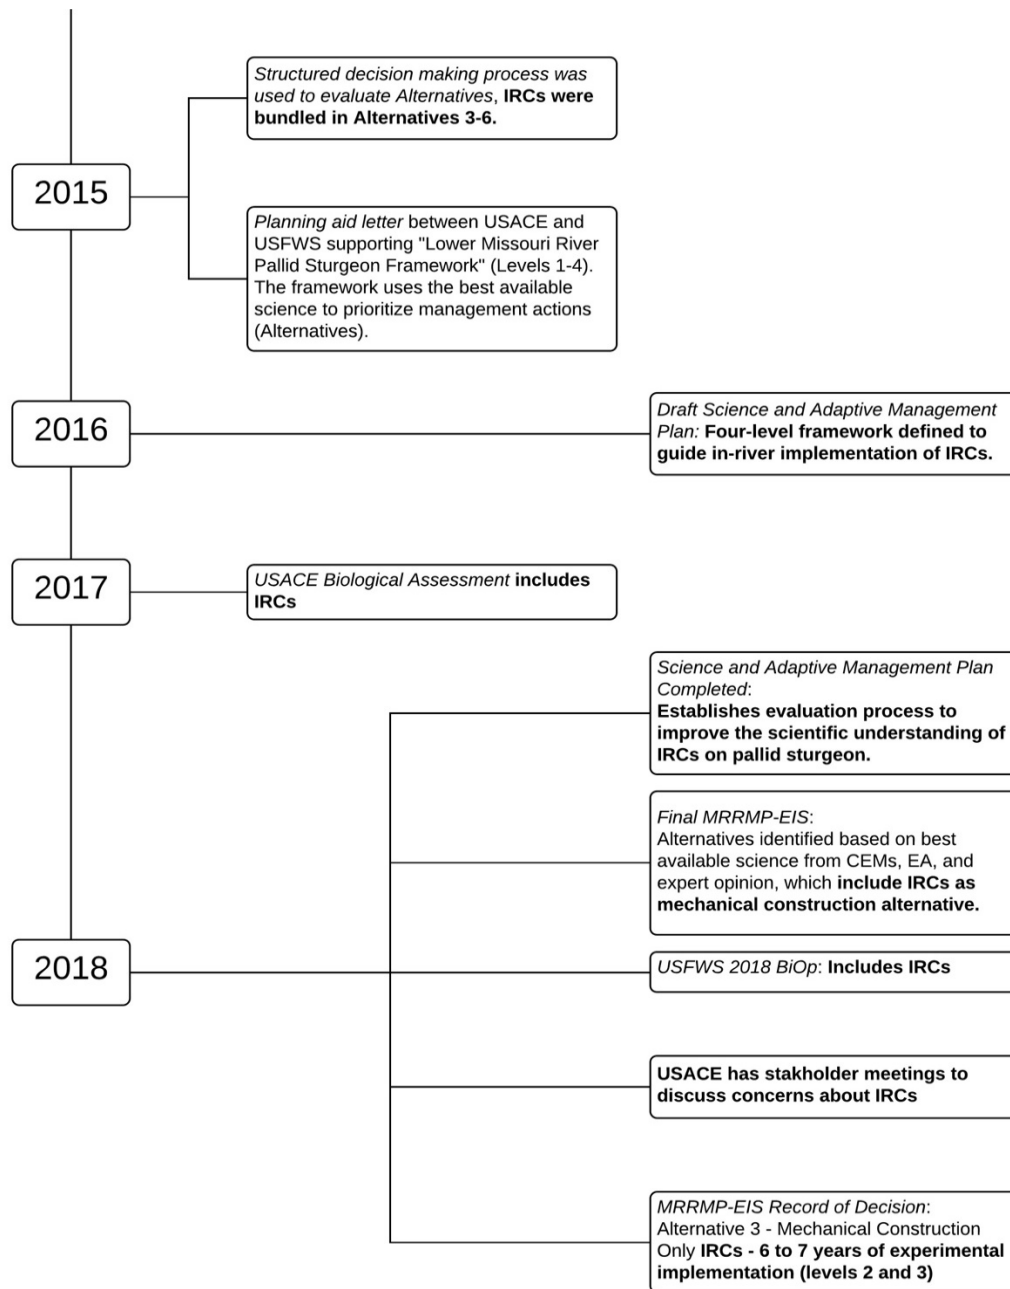 Structured decision making process was
used to evaluate Alternatives, IRCs were
bundled in Alternatives 3-6.
2015
Planning aid letter between USACE and
USFWS supporting "Lower Missouri River
Pallid Sturgeon Framework" (Levels 1-4).
The framework uses the best available
science to prioritize management actions
(Alternatives).
2016
Draft Science and Adaptive Management
Plan: Four-level framework defined to
guide in-river implementation of IRCs.
2017
USACE Biological Assessment includes
IRCs
Science and Adaptive Management Plan
Completed:
Establishes evaluation process to
improve the scientific understanding of
IRCs on pallid sturgeon.
Final MRRMP-EIS:
Alternatives identified based on best
available science from CEMs, EA, and
expert opinion, which include IRCs as
mechanical construction alternative.
2018
USFWS 2018 BiOp: Includes IRCs
USACE has stakholder meetings to
discuss concerns about IRCs
MRRMP-EIS Record of Decision:
Alternative 3 - Mechanical Construction
Only IRCs - 6 to 7 years of experimental
implementation (levels 2 and 3)